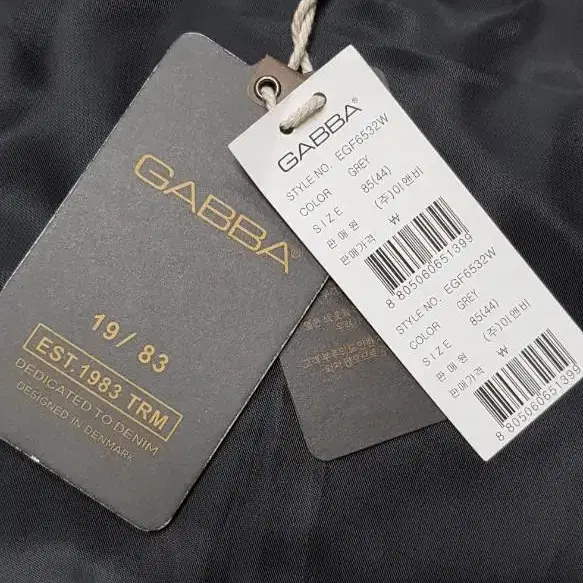 GABBA®
19 / 83
EST.1983 TRM
DEDICATED TO DENIM
DESIGNED IN DENMARK
GABBA®
STYLE NO. EGF6532W
COLOR GREY
SIZE 85(44)
판 매 원 (주)이앤비
판매가격 ₩
8 805060 651399
STYLE NO. EGF6532W
COLOR GREY
SIZE 85(44)
판 매 원 (주)이앤비
판매가격 ₩
8 805060 651399